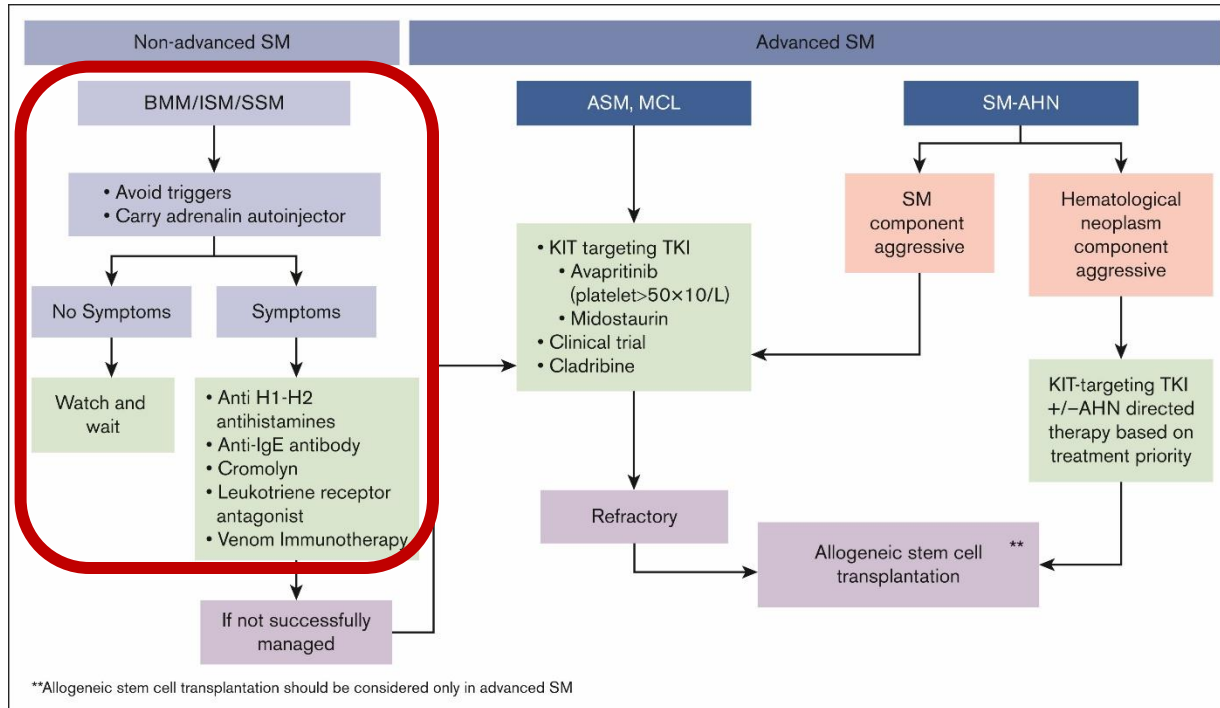 Non-advanced SM
Advanced SM
BMM/ISM/SSM
• Avoid triggers
• Carry adrenalin autoinjector
No Symptoms
Symptoms
Watch and
wait
• Anti H1-H2
antihistamines
• Anti-IgE antibody
• Cromolyn
• Leukotriene receptor
antagonist
• Venom Immunotherapy
If not successfully
managed
ASM, MCL
• KIT targeting TKI
• Avapritinib
(platelet>50×10/L)
• Midostaurin
• Clinical trial
• Cladribine
Refractory
SM-AHN
SM
component
aggressive
Hematological
neoplasm
component
aggressive
KIT-targeting TKI
+/–AHN directed
therapy based on
treatment priority
Allogeneic stem cell **
transplantation
**Allogeneic stem cell transplantation should be considered only in advanced SM